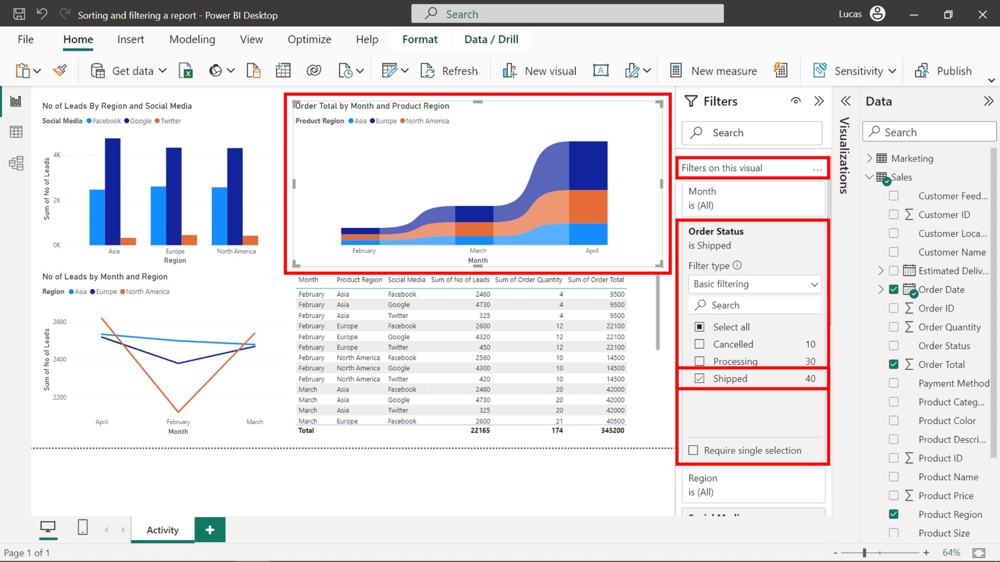 Sorting and filtering a report - Power BI Desktop
Search
Lucas
File
Home
Insert
Modeling
View
Optimize
Help
Format
Data / Drill
Get data
Refresh
New visual
New measure
Sensitivity
Publish
No of Leads By Region and Social Media
Social Media Facebook Google Twitter
4K
2K
0K
Sum of No of Leads
Asia
Europe
North America
Region
Order Total by Month and Product Region
Product Region Asia Europe North America
February
March
April
Month
No of Leads by Month and Region
Region Asia Europe North America
2600
2400
2200
Sum of No of Leads
April
February
March
Month
Month Product Region Social Media Sum of No of Leads Sum of Order Quantity Sum of Order Total
February Asia Facebook 2460 4 9500
February Asia Google 4730 4 9500
February Asia Twitter 325 4 9500
February Europe Facebook 2600 12 22100
February Europe Google 4320 12 22100
February Europe Twitter 450 12 22100
February North America Facebook 2560 10 14500
February North America Google 4300 10 14500
February North America Twitter 420 10 14500
March Asia Facebook 2460 20 42000
March Asia Google 4730 20 42000
March Asia Twitter 325 20 42000
March Europe Facebook 2600 21 40500
Total 22165 174 345200
Filters
Search
Filters on this visual ...
Month
is (All)
Order Status
is Shipped
Filter type
Basic filtering
Search
Select all
Cancelled 10
Processing 30
Shipped 40
Require single selection
Region
is (All)
Visualizations
Data
Search
Marketing
Sales
Customer Feed...
Customer ID
Customer Loca...
Customer Name
Estimated Deliv...
Order Date
Order ID
Order Quantity
Order Status
Order Total
Payment Method
Product Categ...
Product Color
Product Descri...
Product ID
Product Name
Product Price
Product Region
Product Size
Activity
Page 1 of 1
- + 64%